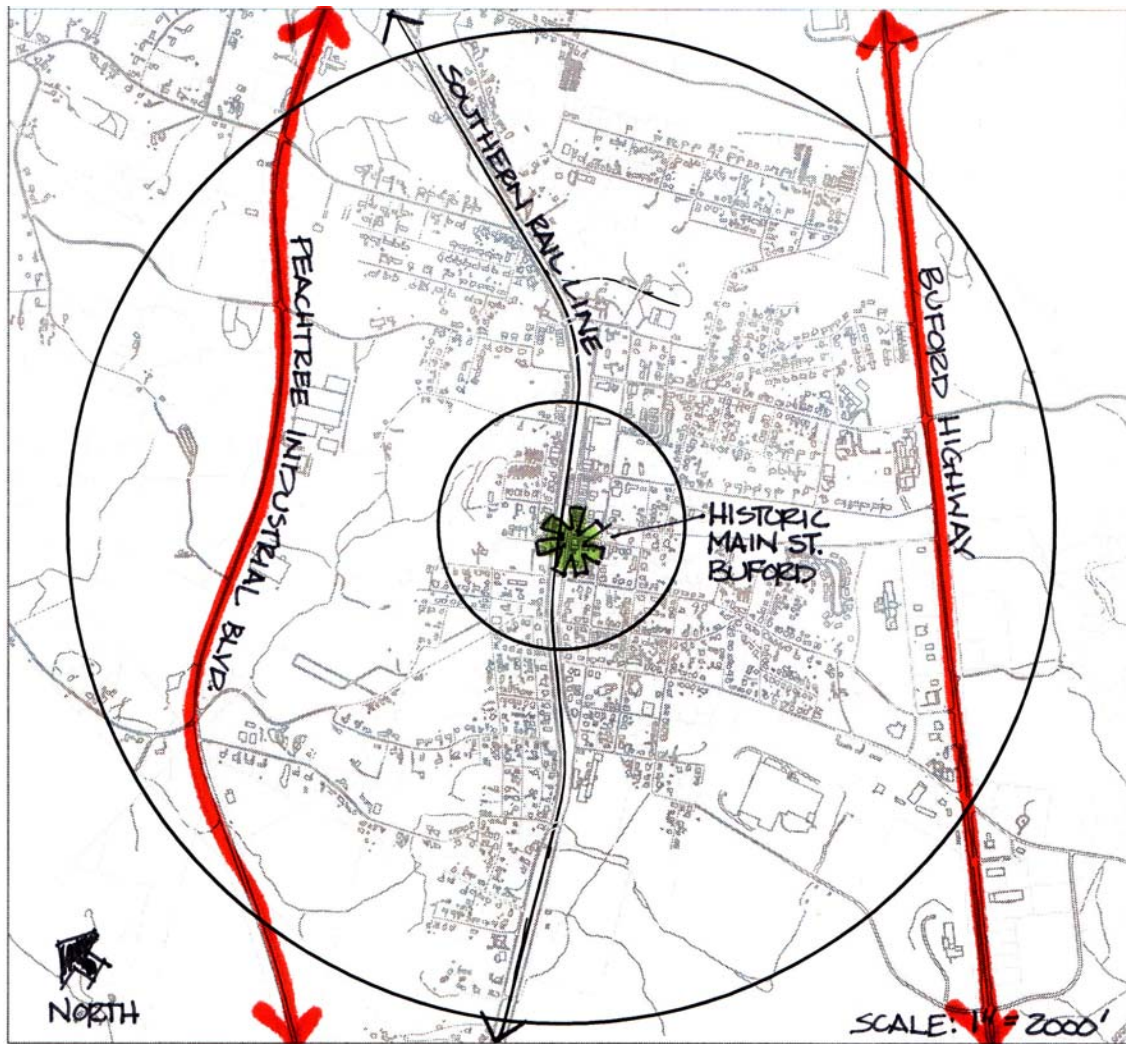 SOUTHERN RAIL LINE
PEACHTREE INDUSTRIAL BLVD.
BUFORD HIGHWAY
HISTORIC
MAIN ST.
BUFORD
NORTH
SCALE: 1" = 2000'